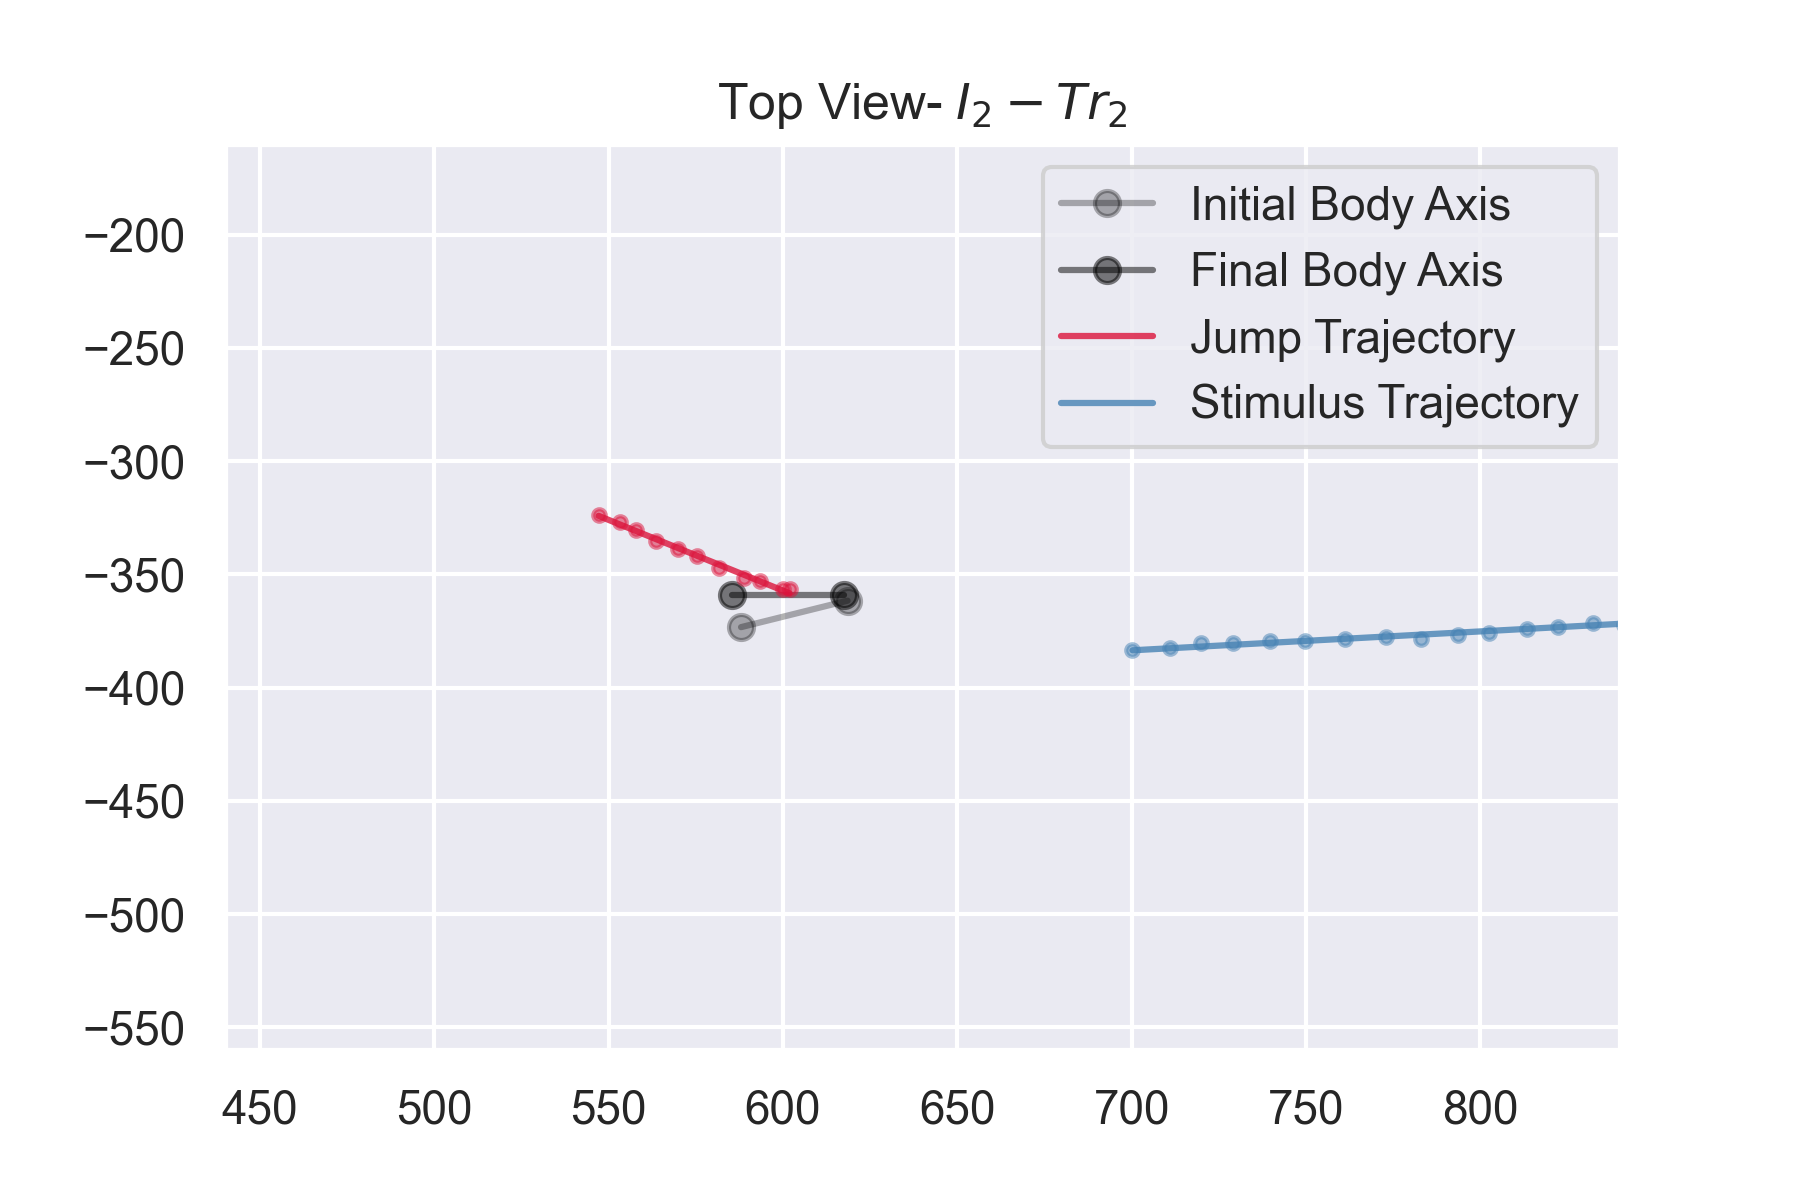 Top View- I₂ − Tr₂
Initial Body Axis
Final Body Axis
Jump Trajectory
Stimulus Trajectory
−200
−250
−300
−350
−400
−450
−500
−550
450 500 550 600 650 700 750 800